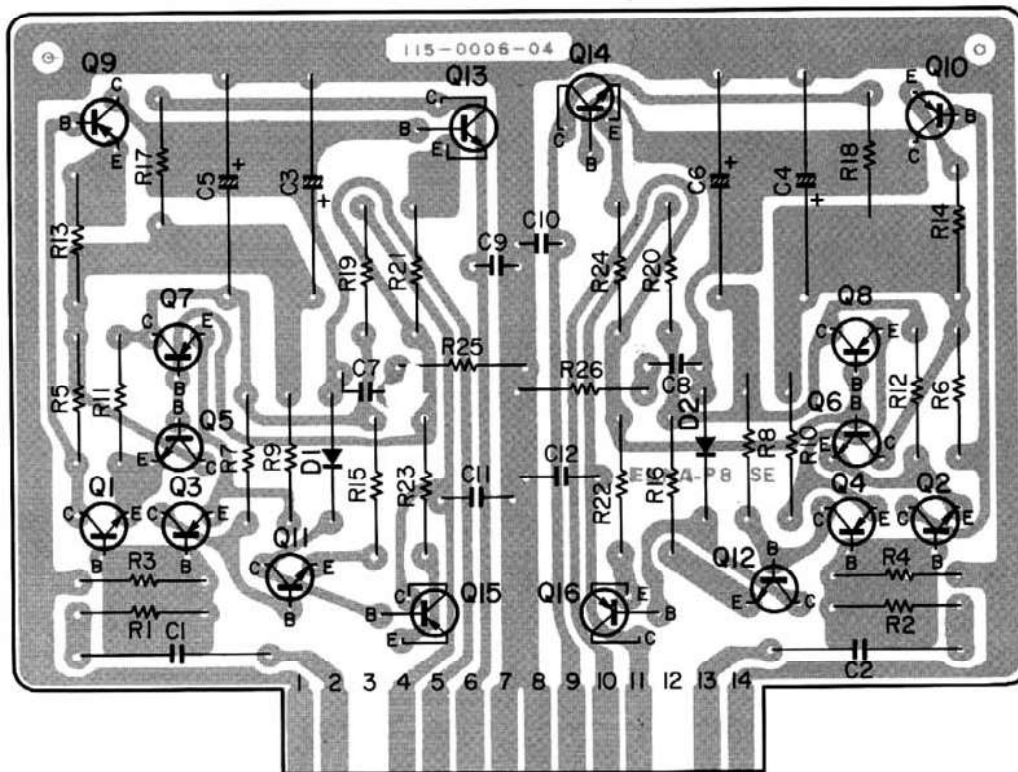 115-0006-04
Q9 Q13 Q14 Q10
C C E
B B B
E E C E C
B
R17 C5 + C3 + C6 + C4 + R18
R13 C10 R14
C9
R19 R21 R24 R20
Q7 Q8
C E C E
R25
B R26 B
R5 R11 C7 C8 R12 R6
B D2 Q6 B
Q5
E C E C
R7 R9 D1 R15 R23 C11 C12 R22 R16 R8 R10
P8 SE
Q1 Q3 Q4 Q2
C E C E C E C E
B B B B
Q11 Q12
R3 C E B R4
C Q15 Q16 E
B B B E C
R1 E C R2
C1 C2
1 2 3 4 5 6 7 8 9 10 11 12 13 14